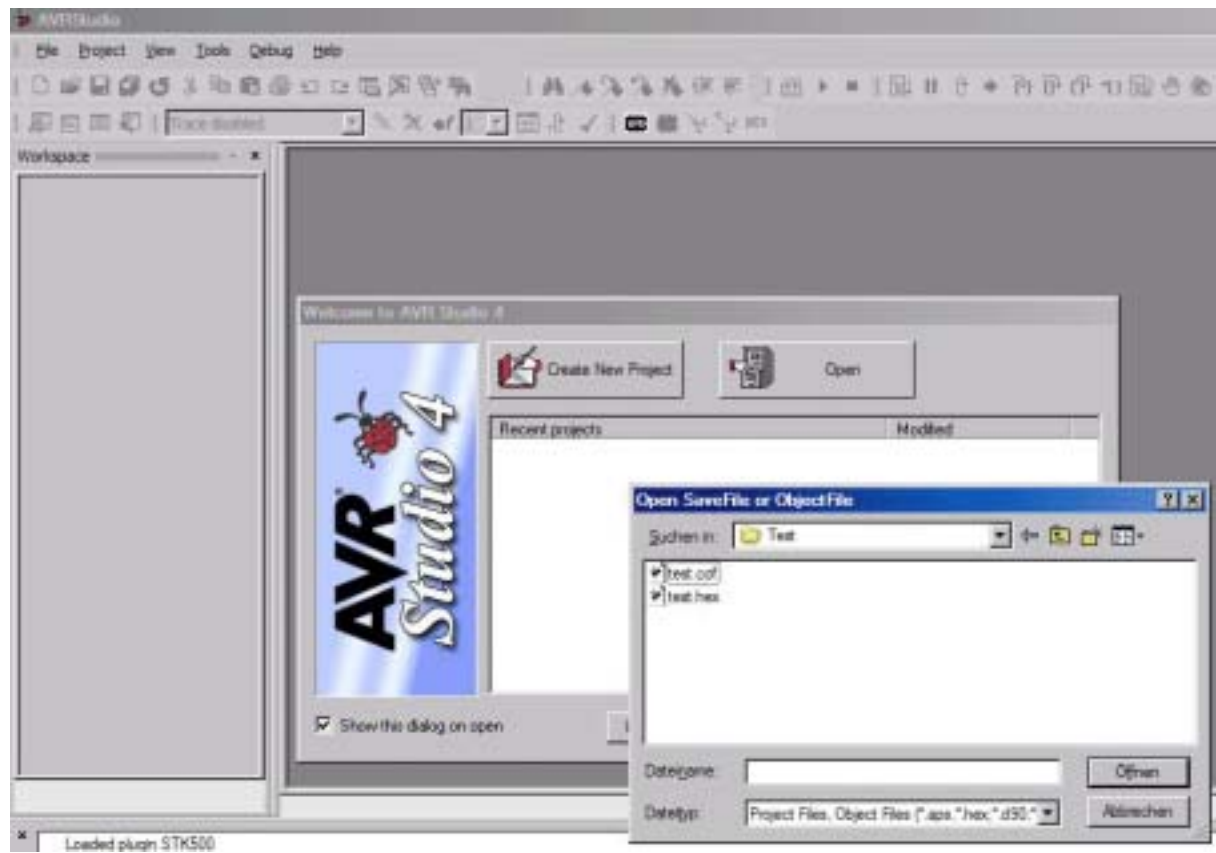 AVRStudio
File Project View Tools Debug Help
Trace disabled
Workspace
Welcome to AVR Studio 4
Create New Project
Open
Recent projects Modified
AVR Studio 4
Show this dialog on open
Open SaveFile or ObjectFile
Suchen in: Test
test.cof
test.hex
Dateiname:
Öffnen
Dateityp: Project Files, Object Files (*.aps,*.hex,*.d90,*
Abbrechen
Loaded plugin STK500